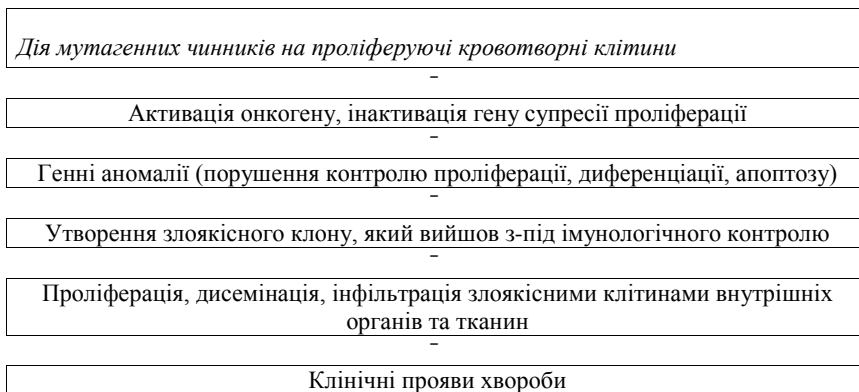 Дія мутагенних чинників на проліферуючі кровотворні клітини
–
Активація онкогену, інактивація гену супресії проліферації
–
Генні аномалії (порушення контролю проліферації, диференціації, апоптозу)
–
Утворення злоякісного клону, який вийшов з-під імунологічного контролю
–
Проліферація, дисемінація, інфільтрація злоякісними клітинами внутрішніх
органів та тканин
–
Клінічні прояви хвороби